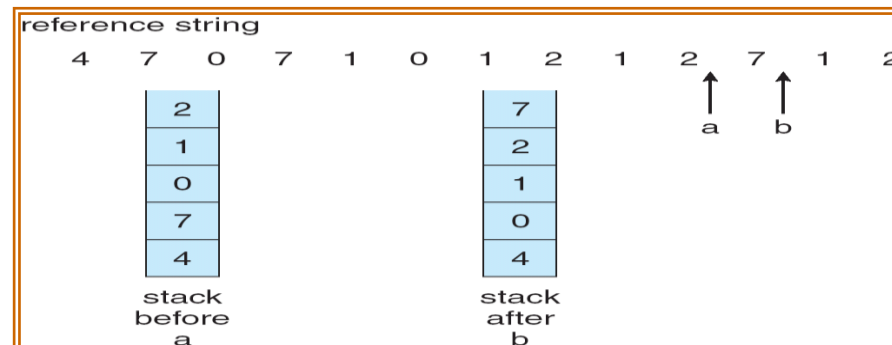 reference string
4 7 0 7 1 0 1 2 1 2 7 1 2
a b
2 7
1 2
0 1
7 0
4 4
stack stack
before after
a b